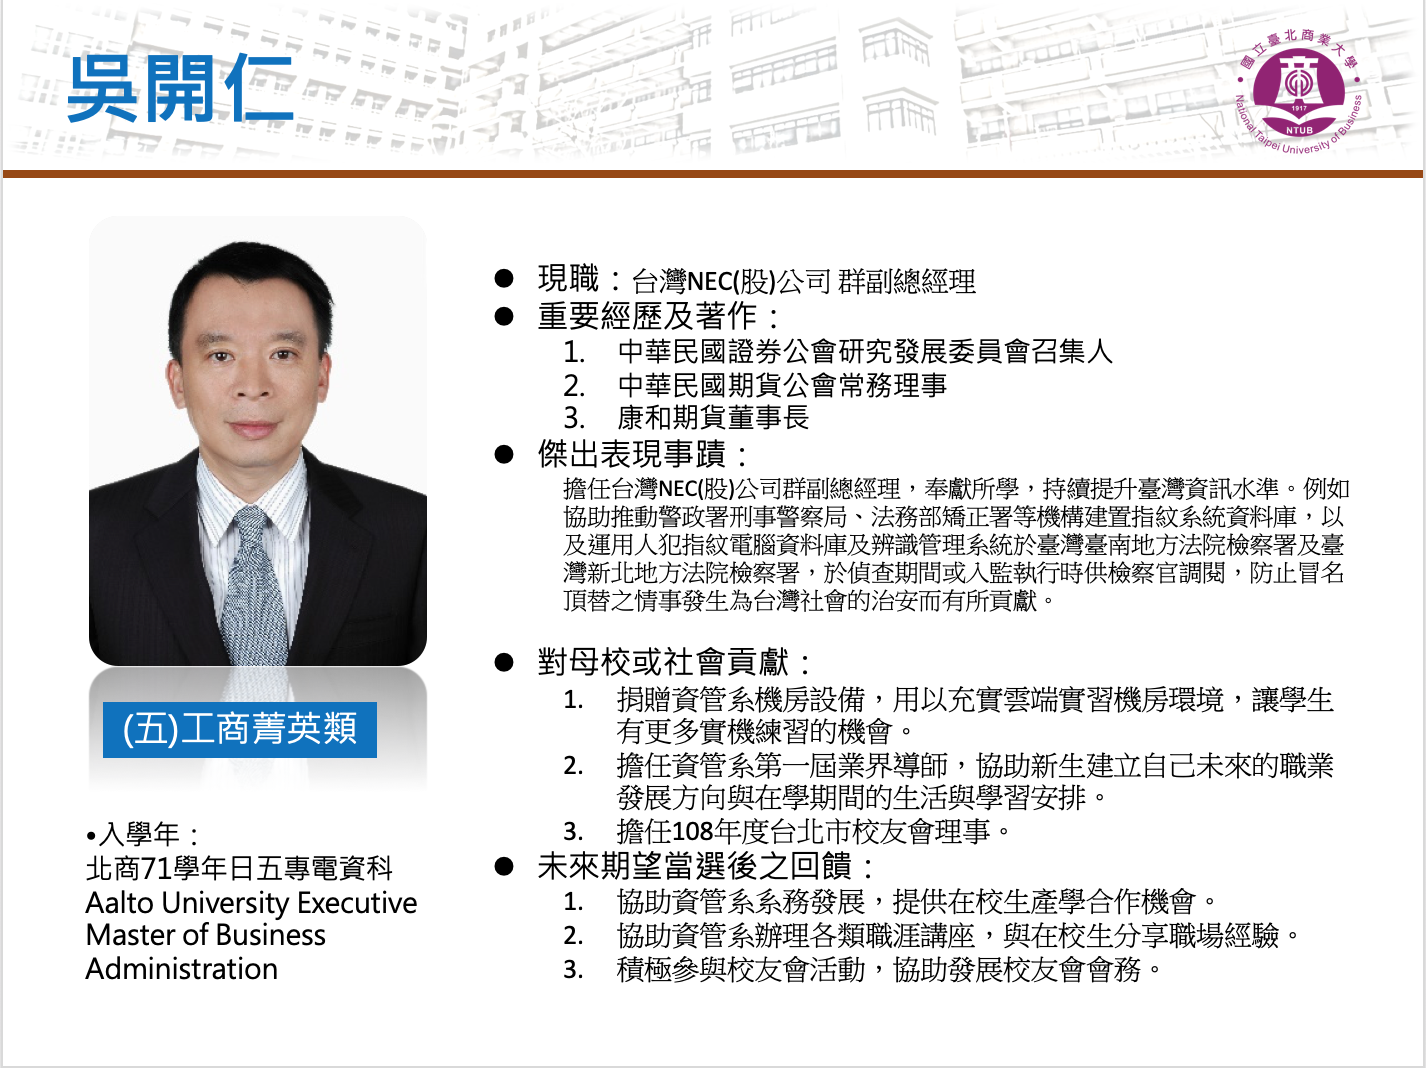 吳開仁
國立臺北商業大學
1917
NTUB
National Taipei University of Business
● 現職：台灣NEC(股)公司 群副總經理
● 重要經歷及著作：
1. 中華民國證券公會研究發展委員會召集人
2. 中華民國期貨公會常務理事
3. 康和期貨董事長
● 傑出表現事蹟：
擔任台灣NEC(股)公司群副總經理，奉獻所學，持續提升臺灣資訊水準。例如
協助推動警政署刑事警察局、法務部矯正署等機構建置指紋系統資料庫，以
及運用人犯指紋電腦資料庫及辨識管理系統於臺灣臺南地方法院檢察署及臺
灣新北地方法院檢察署，於偵查期間或入監執行時供檢察官調閱，防止冒名
頂替之情事發生為台灣社會的治安而有所貢獻。
● 對母校或社會貢獻：
1. 捐贈資管系機房設備，用以充實雲端實習機房環境，讓學生
有更多實機練習的機會。
2. 擔任資管系第一屆業界導師，協助新生建立自己未來的職業
發展方向與在學期間的生活與學習安排。
3. 擔任108年度台北市校友會理事。
● 未來期望當選後之回饋：
1. 協助資管系系務發展，提供在校生產學合作機會。
2. 協助資管系辦理各類職涯講座，與在校生分享職場經驗。
3. 積極參與校友會活動，協助發展校友會會務。
(五)工商菁英類
•入學年：
北商71學年日五專電資科
Aalto University Executive
Master of Business
Administration